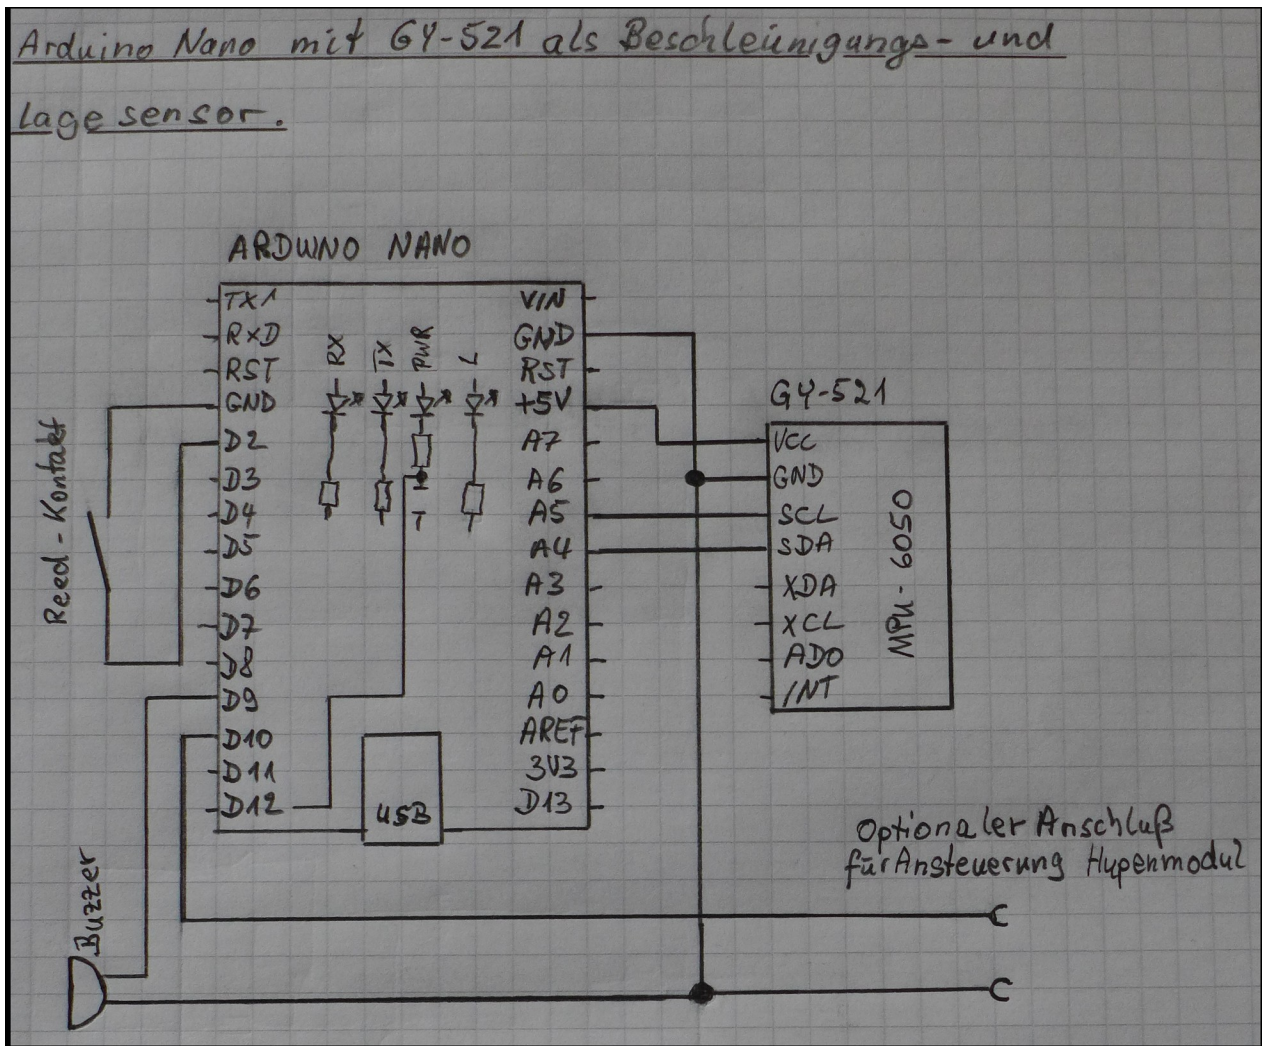 Arduino Nano mit GY-521 als Beschleunigungs- und
Lagesensor.
ARDUINO NANO
TX1
RXD
RST
GND
D2
D3
D4
D5
D6
D7
D8
D9
D10
D11
D12
RX
TX
PWR
L
USB
VIN
GND
RST
+5V
A7
A6
A5
A4
A3
A2
A1
A0
AREF
3V3
D13
GY-521
VCC
GND
SCL
SDA
XDA
XCL
ADO
INT
MPU-6050
Reed-Kontakt
Buzzer
Optionaler Anschluß
für Ansteuerung Hupenmodul